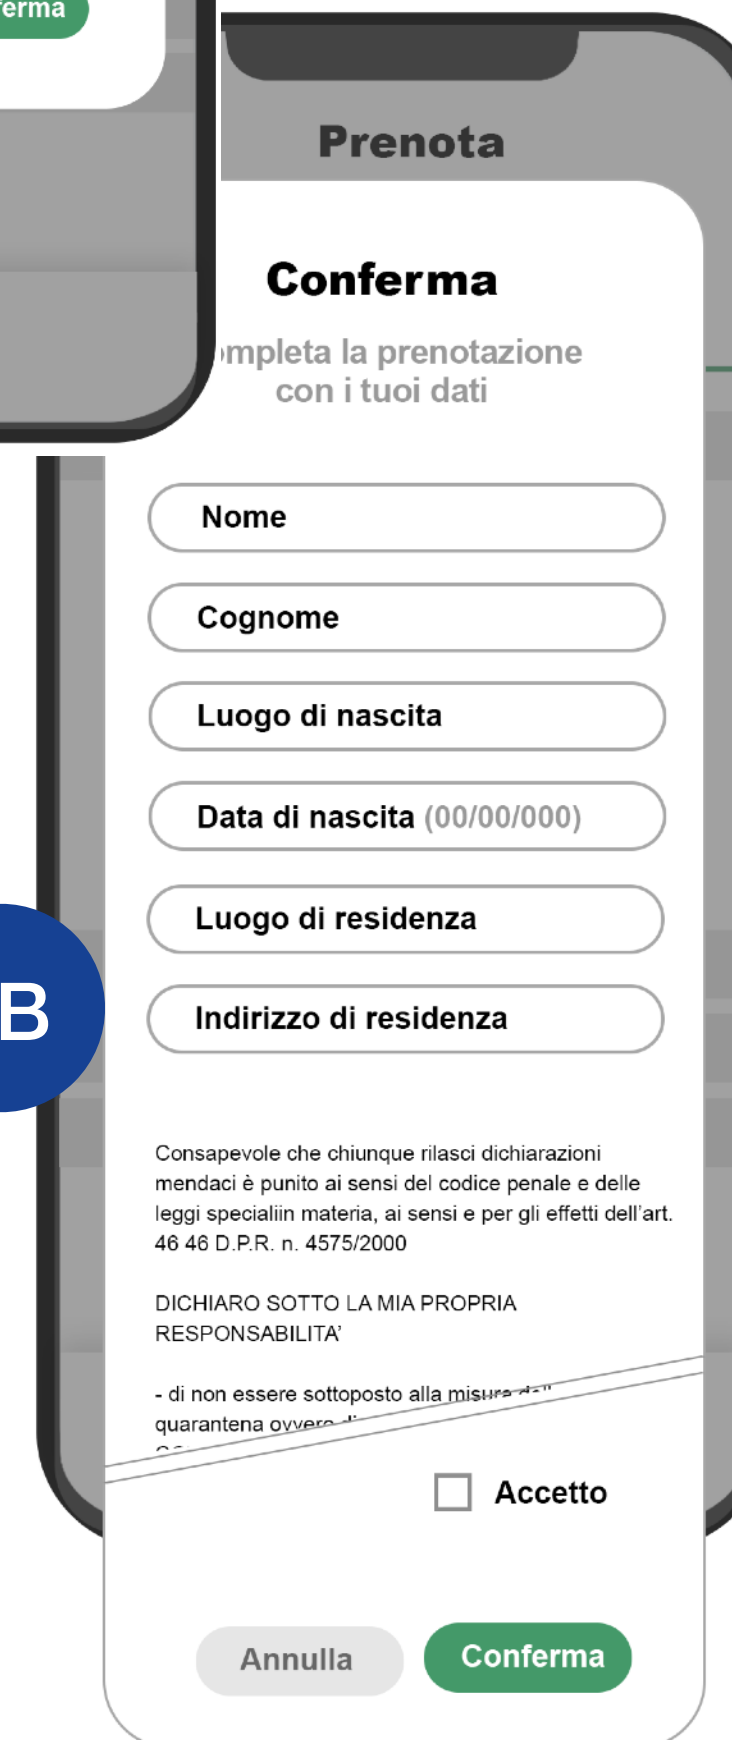 Prenota
Conferma
la prenotazione
con i tuoi dati
Nome
Cognome
Luogo di nascita
Data di nascita (00/00/000)
Luogo di residenza
Indirizzo di residenza
B
Consapevole che chiunque rilasci dichiarazioni
mendaci è punito ai sensi del codice penale e delle
leggi specialiin materia, ai sensi e per gli effetti dell'art.
46 46 D.P.R. n. 4575/2000
DICHIARO SOTTO LA MIA PROPRIA
RESPONSABILITA'
- di non essere sottoposto alla misura
quarantena ovvero
Accetto
Annulla
Conferma